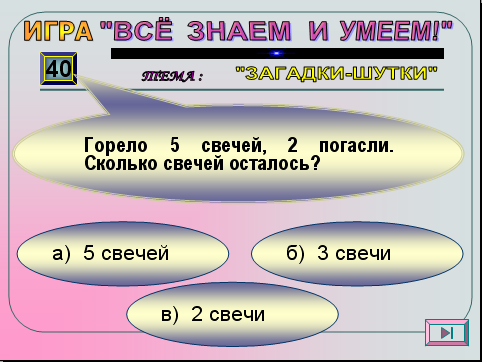 ИГРА "ВСЁ ЗНАЕМ И УМЕЕМ!"
40
ТЕМА : "ЗАГАДКИ-ШУТКИ"
Горело 5 свечей, 2 погасли.
Сколько свечей осталось?
а) 5 свечей
б) 3 свечи
в) 2 свечи